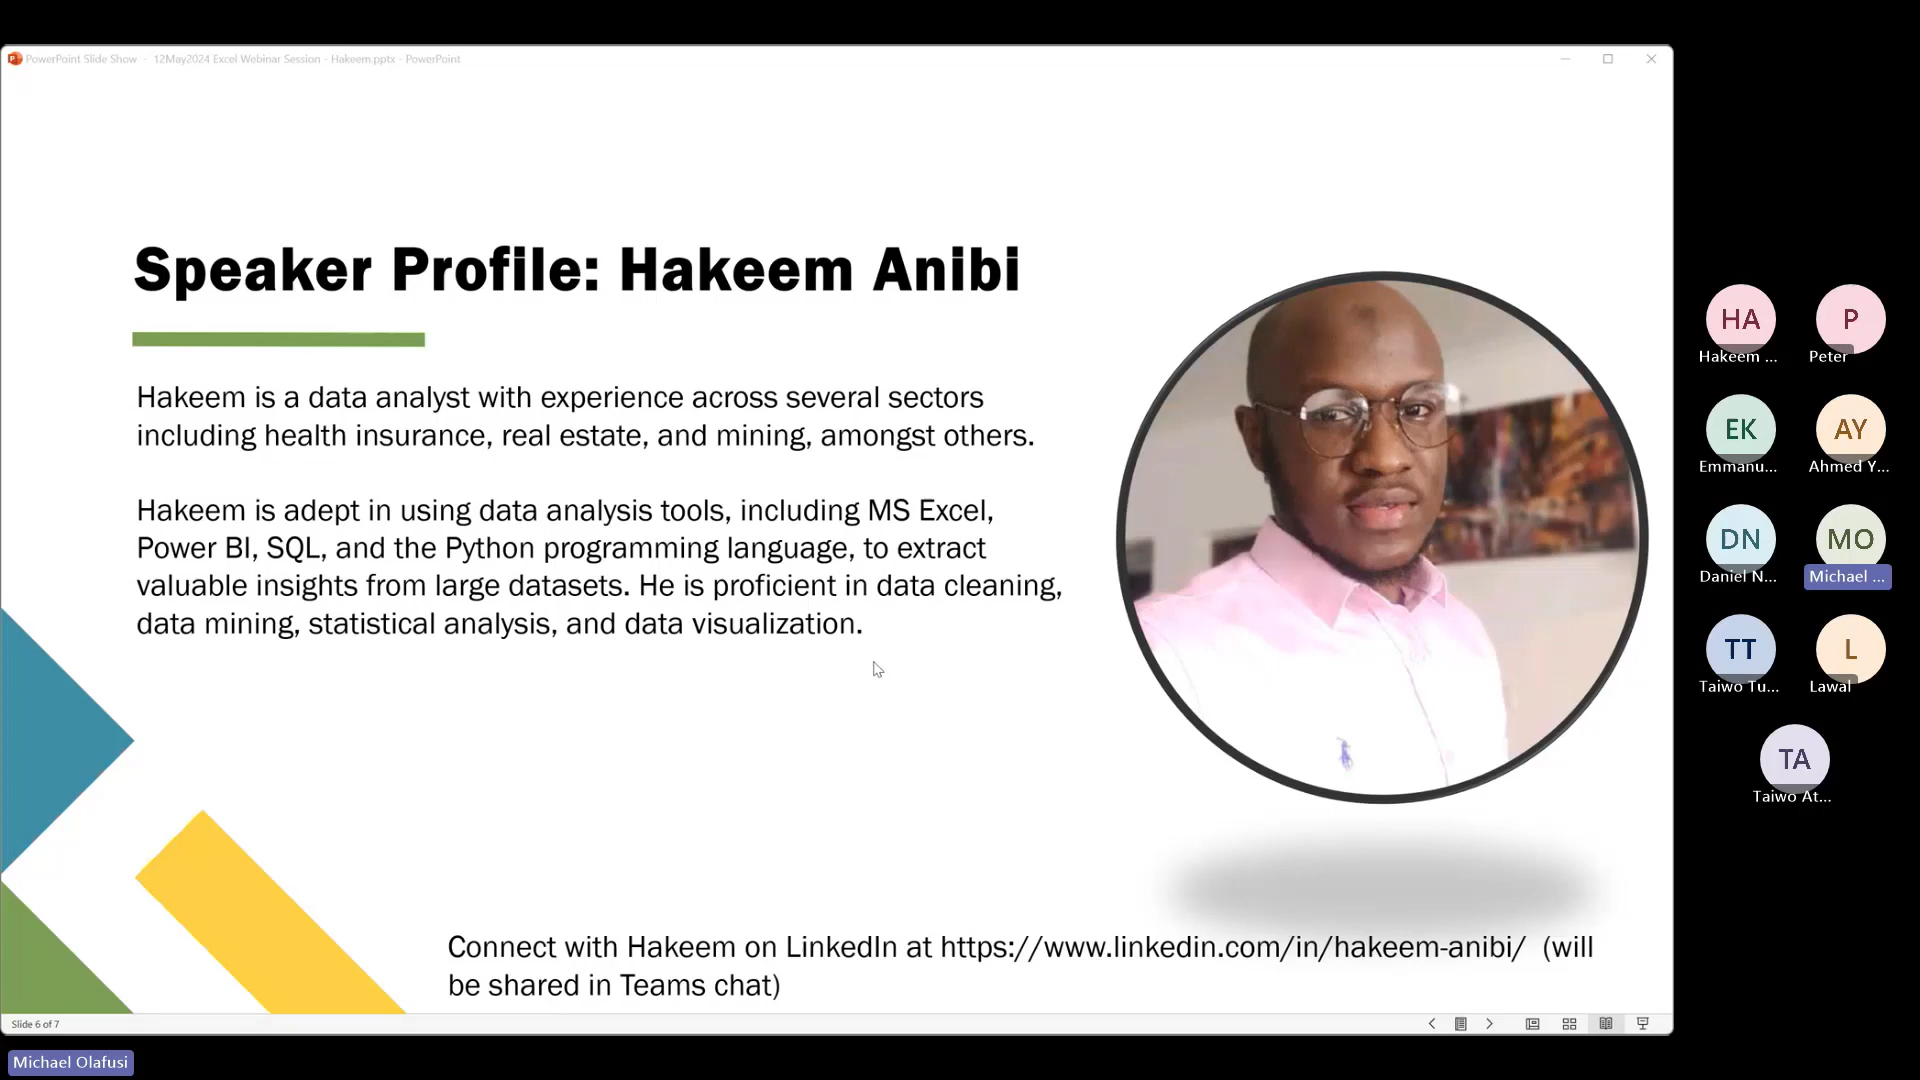 PowerPoint Slide Show - 12May2024 Excel Webinar Session - Hakeem.pptx - PowerPoint
Speaker Profile: Hakeem Anibi
Hakeem is a data analyst with experience across several sectors
including health insurance, real estate, and mining, amongst others.
Hakeem is adept in using data analysis tools, including MS Excel,
Power BI, SQL, and the Python programming language, to extract
valuable insights from large datasets. He is proficient in data cleaning,
data mining, statistical analysis, and data visualization.
Connect with Hakeem on LinkedIn at https://www.linkedin.com/in/hakeem-anibi/ (will
be shared in Teams chat)
Slide 6 of 7
Michael Olafusi
HA
Hakeem ...
P
Peter
EK
Emmanu...
AY
Ahmed Y...
DN
Daniel N...
MO
Michael ...
TT
Taiwo Tu...
L
Lawal
TA
Taiwo At...